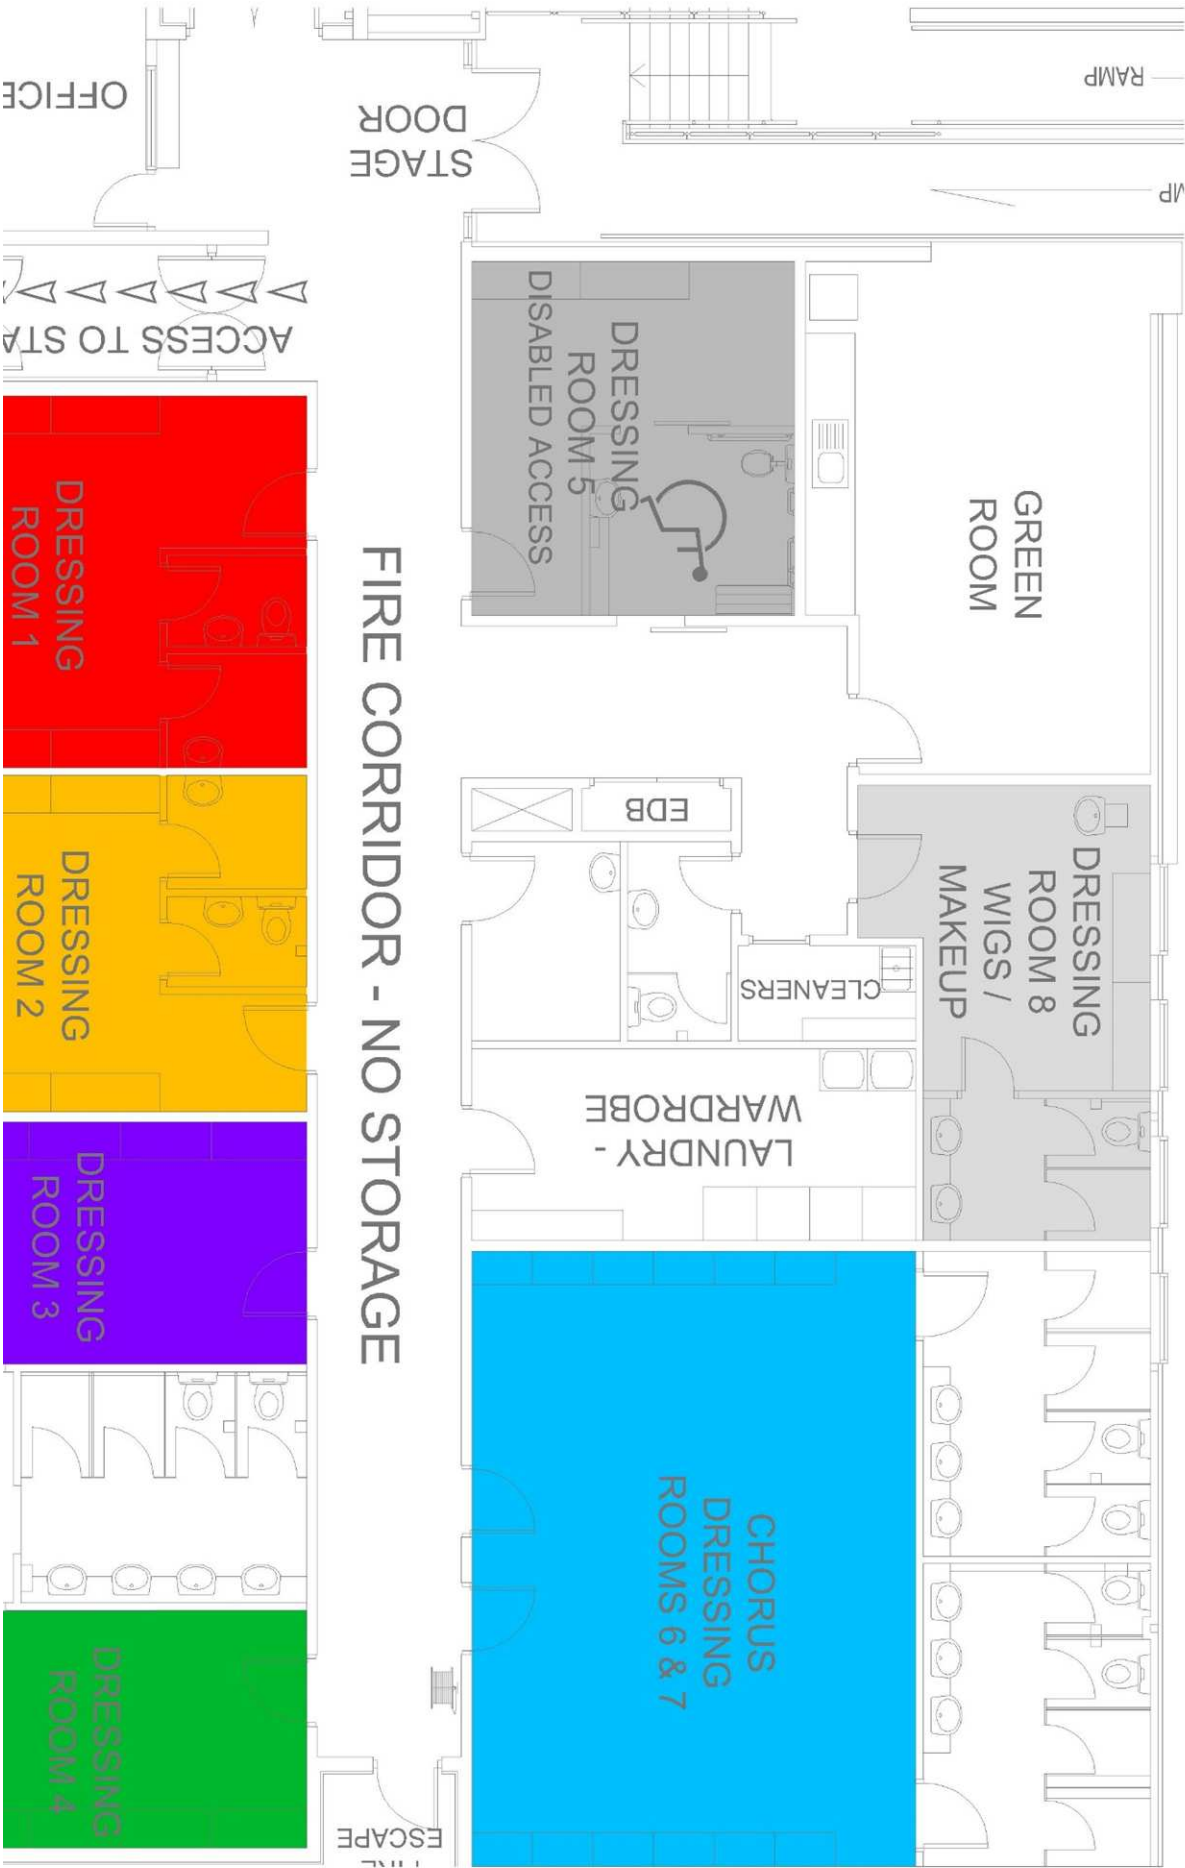 OFFICE
STAGE
DOOR
RAMP
ACCESS TO STA
DRESSING
ROOM 5
DISABLED ACCESS
GREEN
ROOM
DRESSING
ROOM 1
FIRE CORRIDOR - NO STORAGE
EDB
DRESSING
ROOM 2
DRESSING
ROOM 8
WIGS /
MAKEUP
CLEANERS
LAUNDRY -
WARDROBE
DRESSING
ROOM 3
CHORUS
DRESSING
ROOMS 6 & 7
DRESSING
ROOM 4
ESCAPE